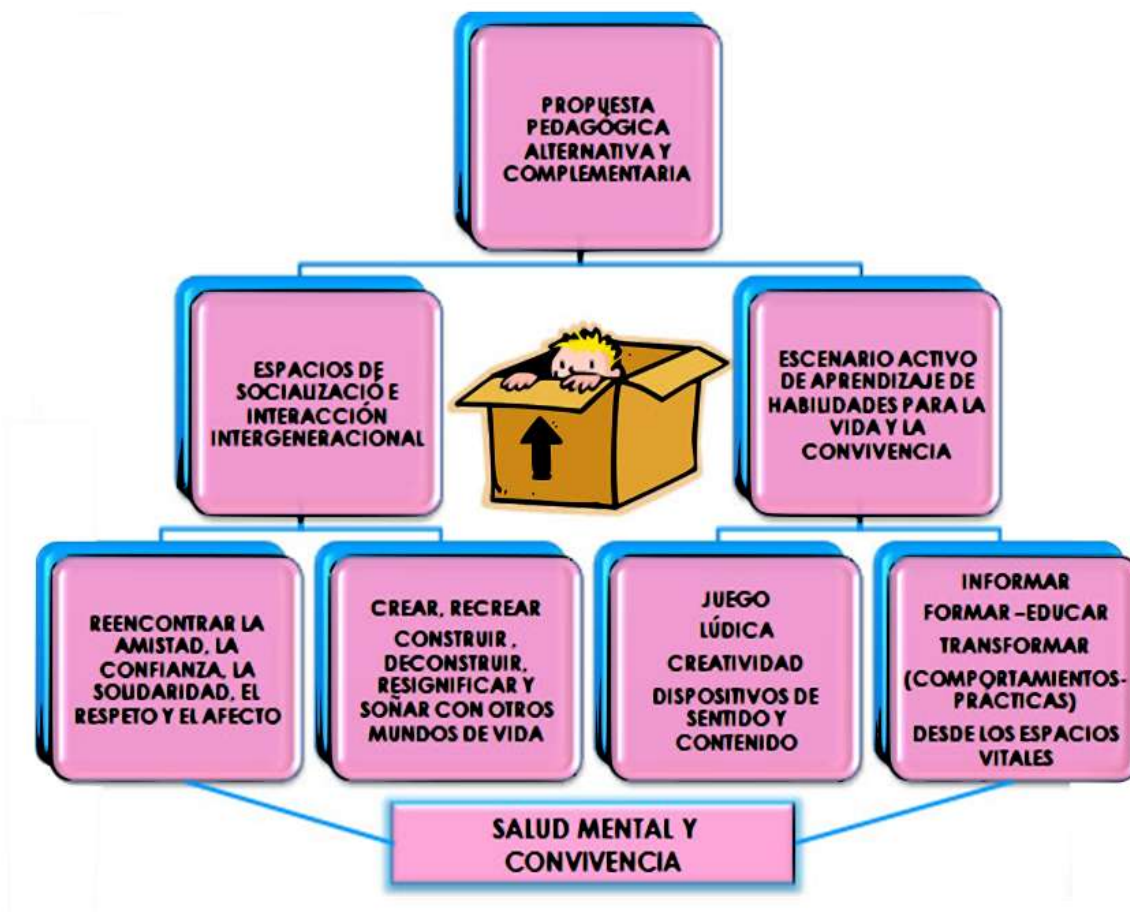 PROPUESTA
PEDAGÓGICA
ALTERNATIVA Y
COMPLEMENTARIA
ESPACIOS DE
SOCIALIZACIÓ E
INTERACCIÓN
INTERGENERACIONAL
ESCENARIO ACTIVO
DE APRENDIZAJE DE
HABILIDADES PARA LA
VIDA Y LA
CONVIVENCIA
REENCONTRAR LA
AMISTAD, LA
CONFIANZA, LA
SOLIDARIDAD, EL
RESPETO Y EL AFECTO
CREAR, RECREAR
CONSTRUIR ,
DECONSTRUIR,
RESIGNIFICAR Y
SOÑAR CON OTROS
MUNDOS DE VIDA
JUEGO
LÚDICA
CREATIVIDAD
DISPOSITIVOS DE
SENTIDO Y
CONTENIDO
INFORMAR
FORMAR –EDUCAR
TRANSFORMAR
(COMPORTAMIENTOS-
PRÁCTICAS)
DESDE LOS ESPACIOS
VITALES
SALUD MENTAL Y
CONVIVENCIA